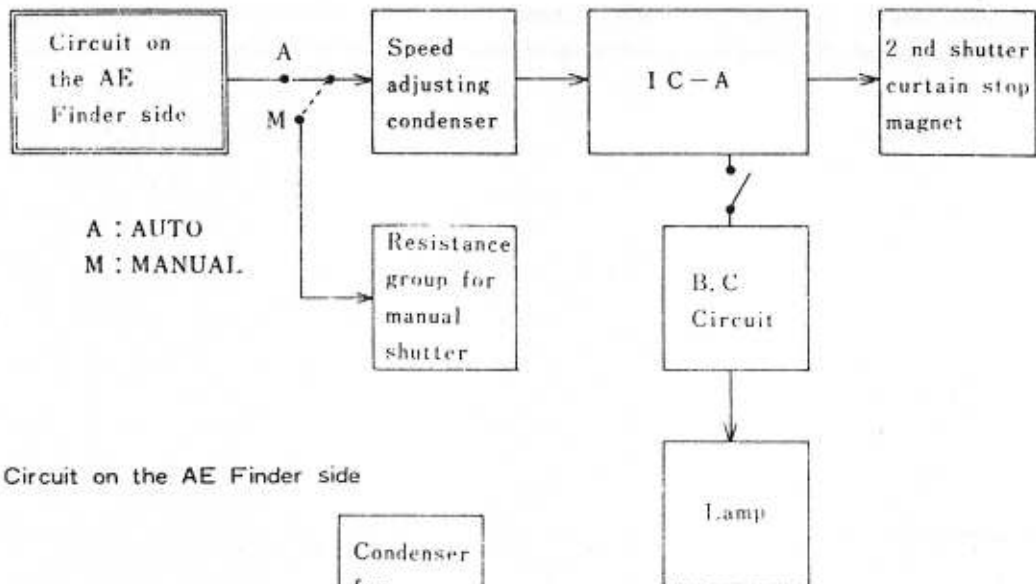 Circuit on
the AE
Finder side
A
M
Speed
adjusting
condenser
IC-A
2 nd shutter
curtain stop
magnet
A : AUTO
M : MANUAL
Resistance
group for
manual
shutter
B.C
Circuit
Circuit on the AE Finder side
Lamp
Condenser